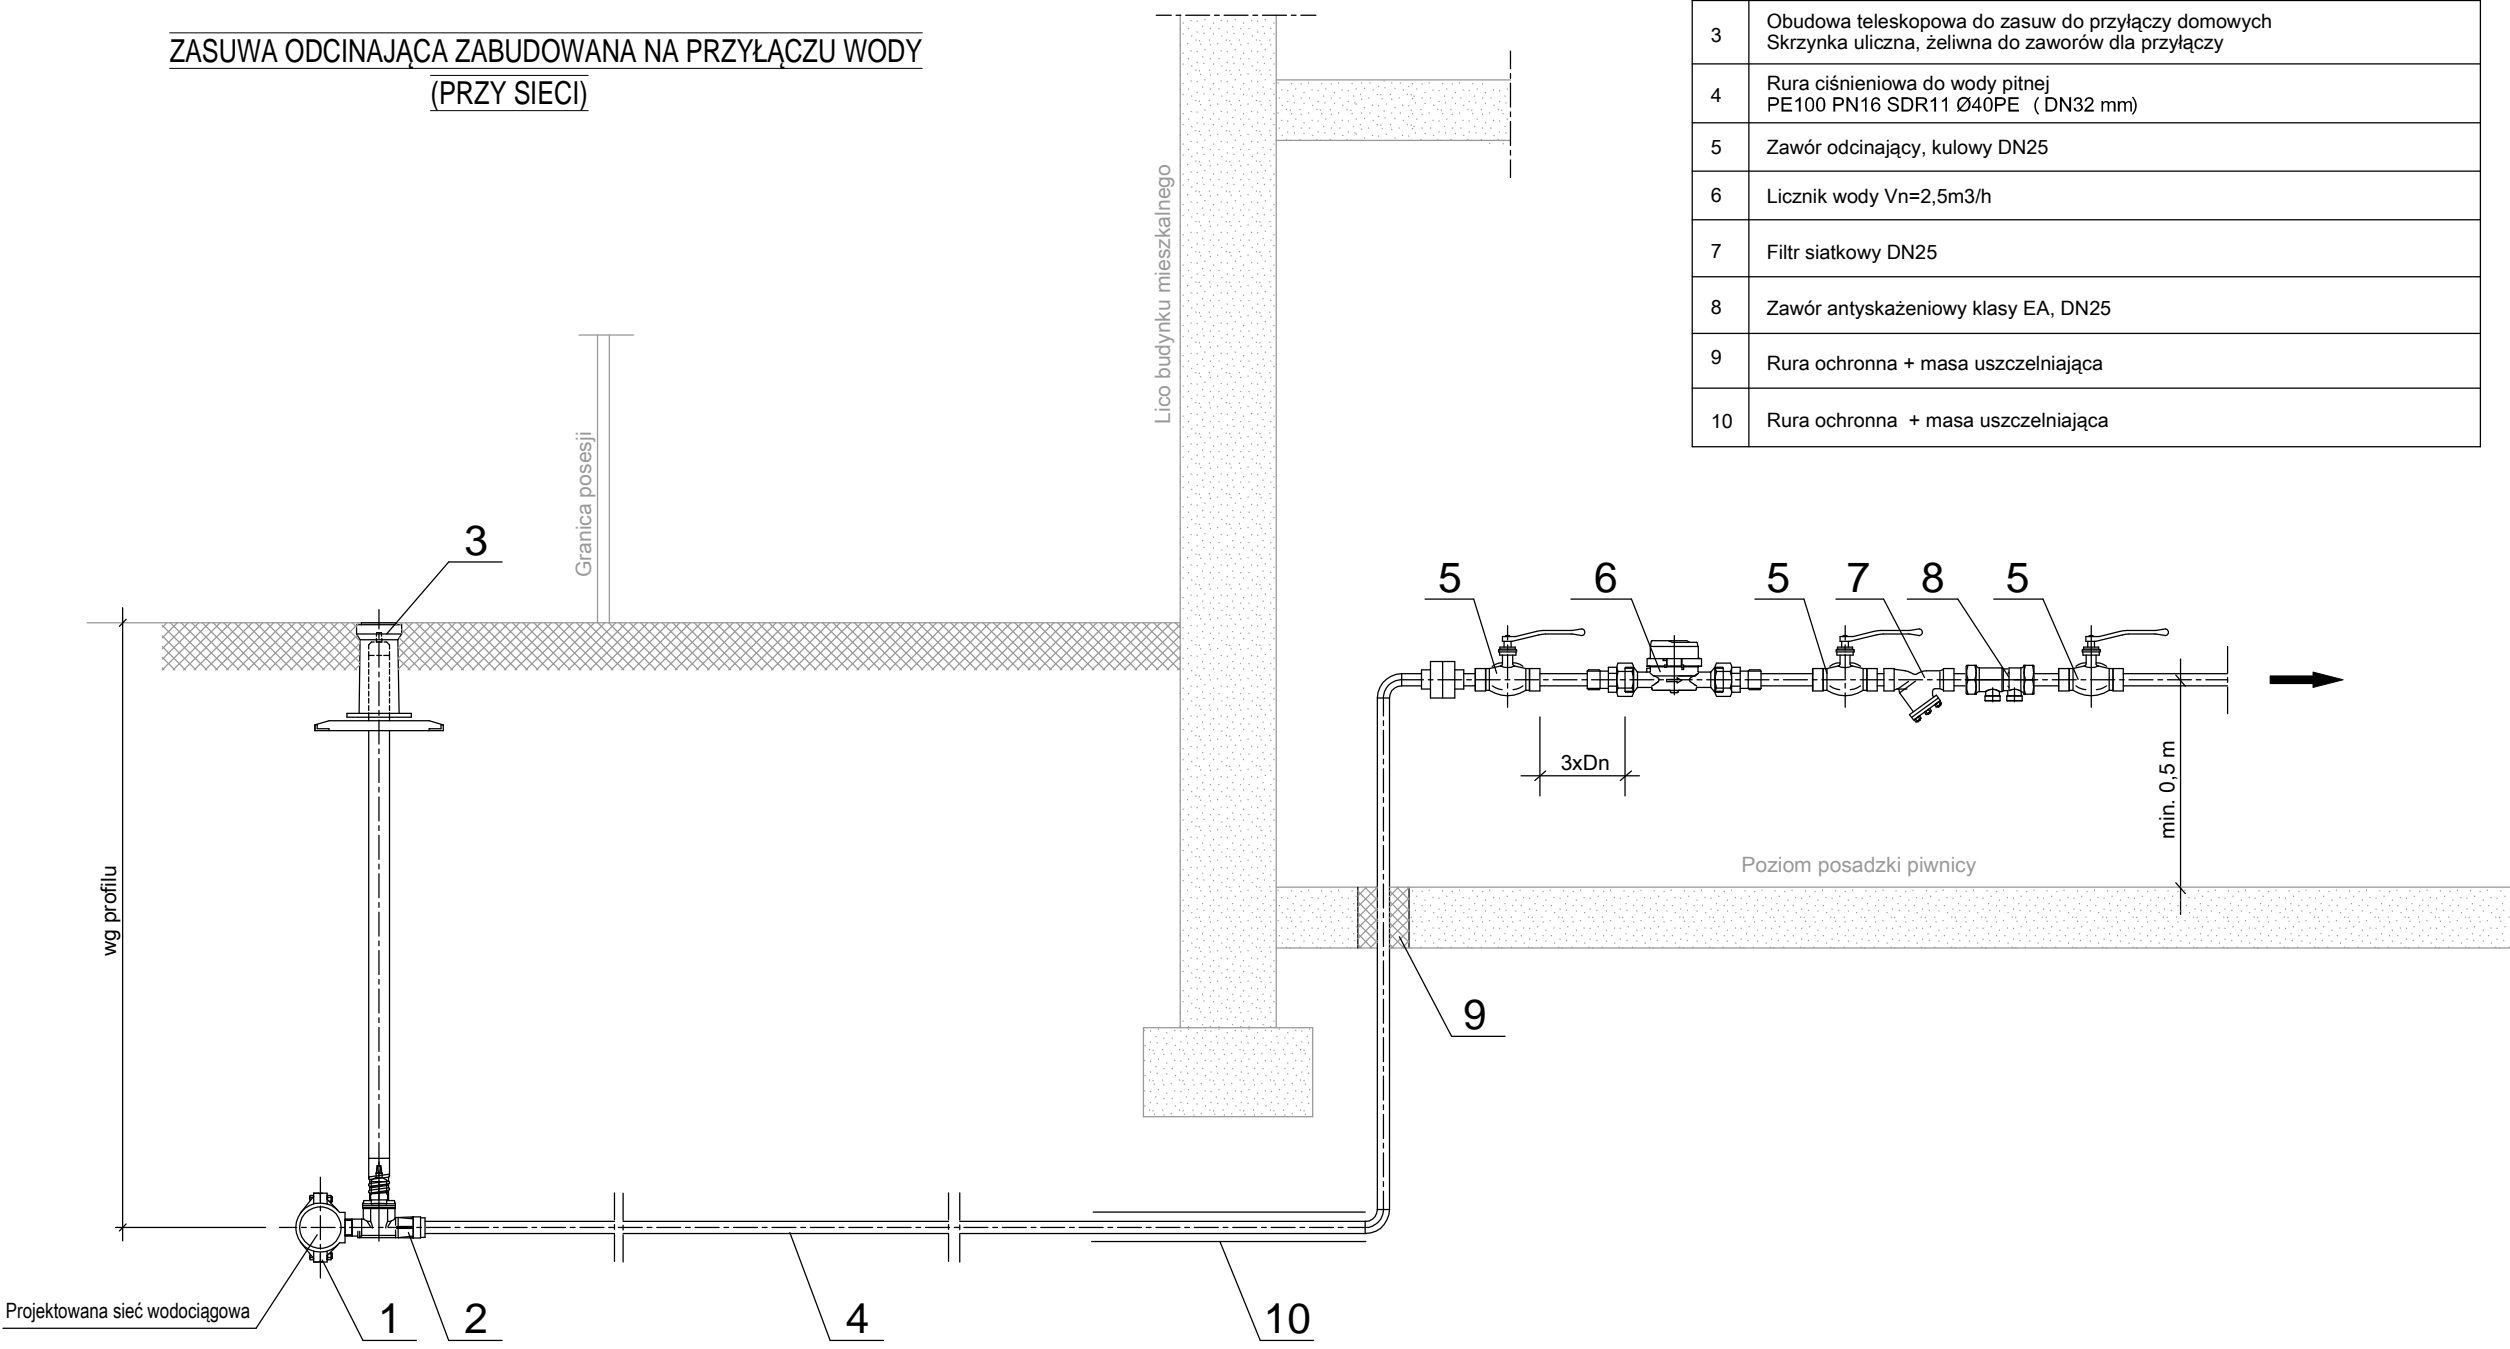 ZASUWA ODCINAJĄCA ZABUDOWANA NA PRZYŁĄCZU WODY
(PRZY SIECI)
3 Obudowa teleskopowa do zasuw do przyłączy domowych
Skrzynka uliczna, żeliwna do zaworów dla przyłączy
4 Rura ciśnieniowa do wody pitnej
PE100 PN16 SDR11 Ø40PE ( DN32 mm)
5 Zawór odcinający, kulowy DN25
6 Licznik wody Vn=2,5m3/h
7 Filtr siatkowy DN25
8 Zawór antyskażeniowy klasy EA, DN25
9 Rura ochronna + masa uszczelniająca
10 Rura ochronna + masa uszczelniająca
Lico budynku mieszkalnego
Granica posesji
3
5 6 5 7 8 5
3xDn
min. 0,5 m
Poziom posadzki piwnicy
wg profilu
9
Projektowana sieć wodociągowa
1 2 4 10